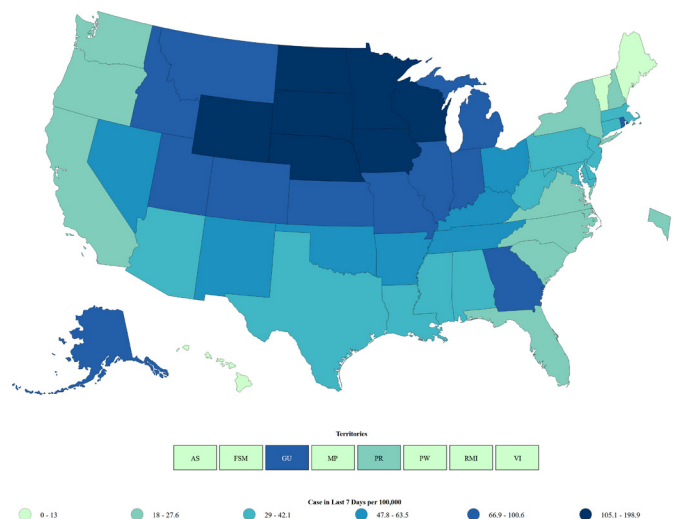 Territories
AS FSM GU MP PR PW RMI VI
Case in Last 7 Days per 100,000
0 - 13 18 - 27.6 29 - 42.1 47.8 - 63.5 66.9 - 100.6 105.1 - 198.9